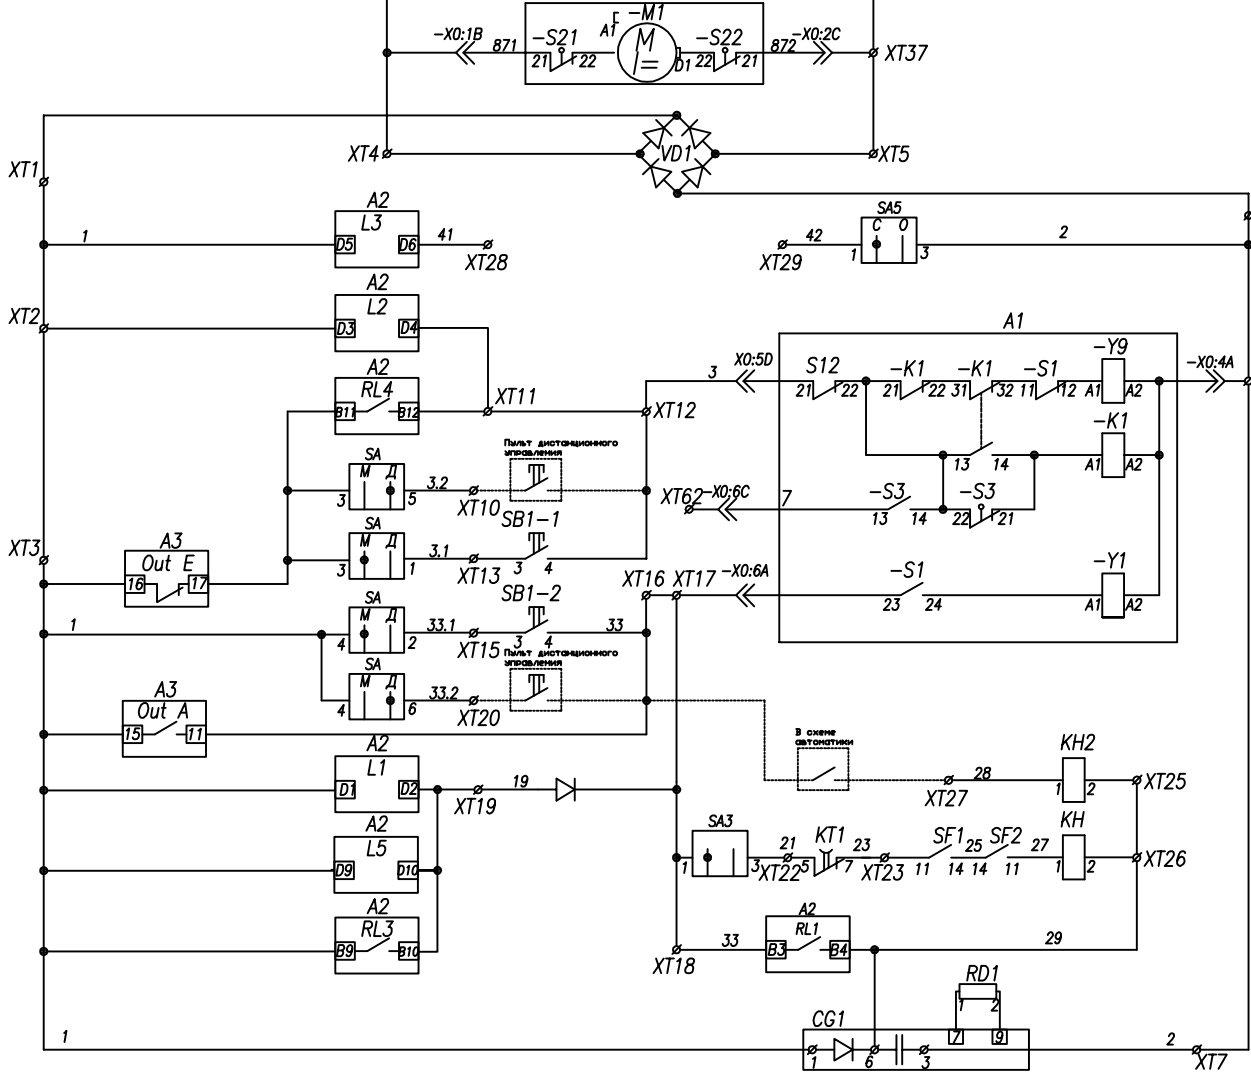 -M1
-X0:1B 871 -S21 A1 M -S22 872 -X0:2C
21 22 D1 22 21 XT37
XT4 VD1 XT5
XT1
A2
L3
1 D5 D6 41 XT28
SA5
C O
42 1 3 2
XT29
A2
L2
XT2 D3 D4
A1
A2
RL4
B11 B12 XT11 XT12
3 X0:5D S12 -K1 -K1 -S1 -Y9 -X0:4A
21 22 21 22 31 32 11 12 A1 A2
-K1
13 14 A1 A2
Пульт дистанционного
управления
SA
М Д
3 5 3.2 XT10
XT62 -X0:6C 7 -S3 -S3
13 14 22 21
SB1-1
SA
М Д
3 1 3.1 XT13 3 4
XT3
A3
Out E
16 17
XT16 XT17 -X0:6A -S1 -Y1
23 24 A1 A2
SB1-2
SA
М Д
1 4 2 33.1 XT15 3 4 33
Пульт дистанционного
управления
SA
М Д
4 6 33.2 XT20
A3
Out A
15 11
В схеме
автоматики
KH2
XT27 28 1 2 XT25
A2
L1
D1 D2 XT19 19
SA3 KT1 SF1 SF2 KH
1 3 21 XT22 5 7 23 XT23 11 14 25 14 11 27 1 2 XT26
A2
L5
D9 D10
A2
RL3
B9 B10
A2
RL1
XT18 33 B3 B4 29
RD1
1 2
CG1
7 9
1 1 6 3 2 XT7